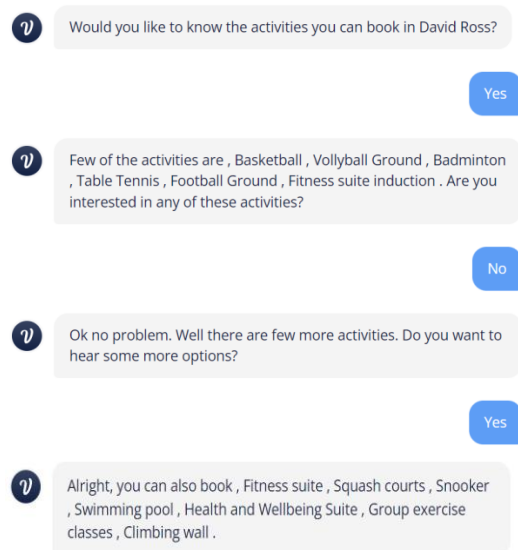 Would you like to know the activities you can book in David Ross?
Yes
Few of the activities are , Basketball , Vollyball Ground , Badminton
, Table Tennis , Football Ground , Fitness suite induction . Are you
interested in any of these activities?
No
Ok no problem. Well there are few more activities. Do you want to
hear some more options?
Yes
Alright, you can also book , Fitness suite , Squash courts , Snooker
, Swimming pool , Health and Wellbeing Suite , Group exercise
classes , Climbing wall .